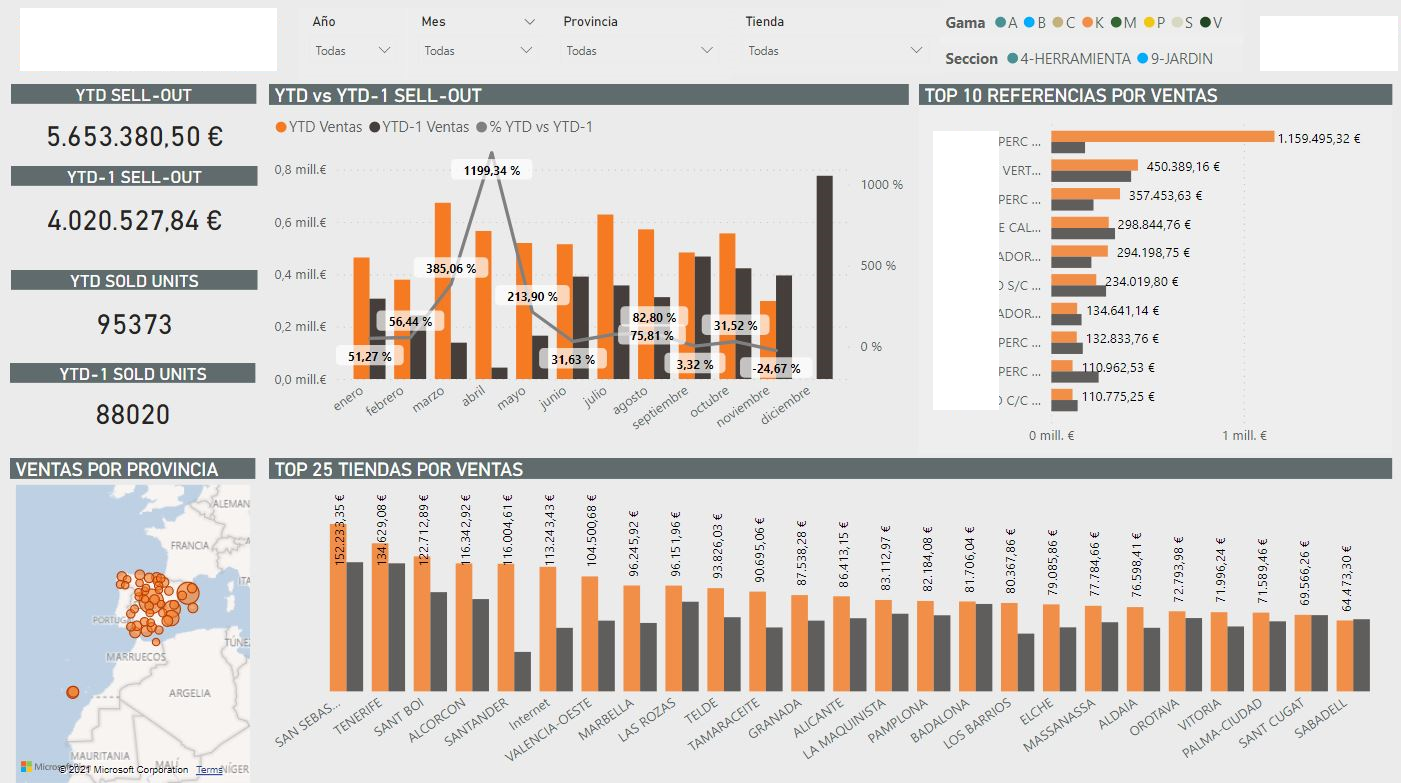 Año Mes Provincia Tienda
Todas Todas Todas Todas
Gama A B C K M P S V
Seccion 4-HERRAMIENTA 9-JARDIN
YTD SELL-OUT
5.653.380,50 €
YTD-1 SELL-OUT
4.020.527,84 €
YTD SOLD UNITS
95373
YTD-1 SOLD UNITS
88020
YTD vs YTD-1 SELL-OUT
YTD Ventas YTD-1 Ventas % YTD vs YTD-1
0,8 mill.€
0,6 mill.€
0,4 mill.€
0,2 mill.€
0,0 mill.€
1000 %
500 %
0 %
51,27 %
56,44 %
385,06 %
1199,34 %
213,90 %
31,63 %
75,81 %
82,80 %
3,32 %
31,52 %
-24,67 %
enero
febrero
marzo
abril
mayo
junio
julio
agosto
septiembre
octubre
noviembre
diciembre
TOP 10 REFERENCIAS POR VENTAS
PERC ... 1.159.495,32 €
VERT... 450.389,16 €
PERC ... 357.453,63 €
E CAL... 298.844,76 €
ADOR... 294.198,75 €
S/C ... 234.019,80 €
ADOR... 134.641,14 €
PERC ... 132.833,76 €
PERC ... 110.962,53 €
C/C ... 110.775,25 €
0 mill. € 1 mill. €
VENTAS POR PROVINCIA
ALEMAN
FRANCIA
ITA
PORTUGA
TÚNE
MARRUECOS
ARGELIA
MAURITANIA
MALÍ
NÍGER
© 2021 Microsoft Corporation Terms
TOP 25 TIENDAS POR VENTAS
152.233,35 €
134.629,08 €
122.712,89 €
116.342,92 €
116.004,61 €
113.243,43 €
104.500,68 €
96.245,92 €
96.151,96 €
93.826,03 €
90.695,06 €
87.538,28 €
86.413,15 €
83.112,97 €
82.184,08 €
81.706,04 €
80.367,86 €
79.085,86 €
77.784,66 €
76.598,41 €
72.793,98 €
71.996,24 €
71.589,46 €
69.566,26 €
64.473,30 €
SAN SEBAS...
TENERIFE
SANT BOI
ALCORCON
SANTANDER
Internet
VALENCIA-OESTE
MARBELLA
LAS ROZAS
TELDE
TAMARACEITE
GRANADA
ALICANTE
LA MAQUINISTA
PAMPLONA
BADALONA
LOS BARRIOS
ELCHE
MASSANASSA
ALDAIA
OROTAVA
VITORIA
PALMA-CIUDAD
SANT CUGAT
SABADELL